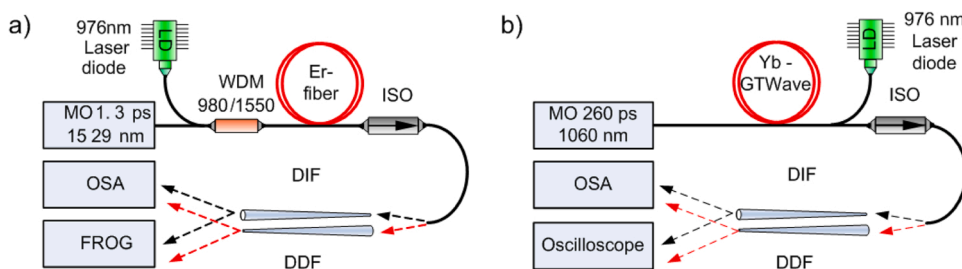 a)
976nm
Laser
diode
LD
WDM
980/1550
Er-
fiber
ISO
MO 1. 3 ps
15 29 nm
OSA
FROG
DIF
DDF
b)
Yb -
GTWave
LD
976 nm
Laser
diode
ISO
MO 260 ps
1060 nm
OSA
Oscilloscope
DIF
DDF